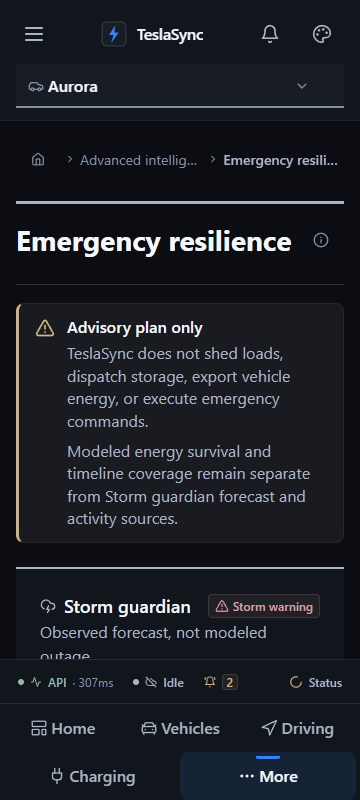 TeslaSync
Aurora
Advanced intellig... Emergency resili...
Emergency resilience
Advisory plan only
TeslaSync does not shed loads,
dispatch storage, export vehicle
energy, or execute emergency
commands.
Modeled energy survival and
timeline coverage remain separate
from Storm guardian forecast and
activity sources.
Storm guardian Storm warning
Observed forecast, not modeled
outage
API · 307ms Idle 2 Status
Home Vehicles Driving
Charging More